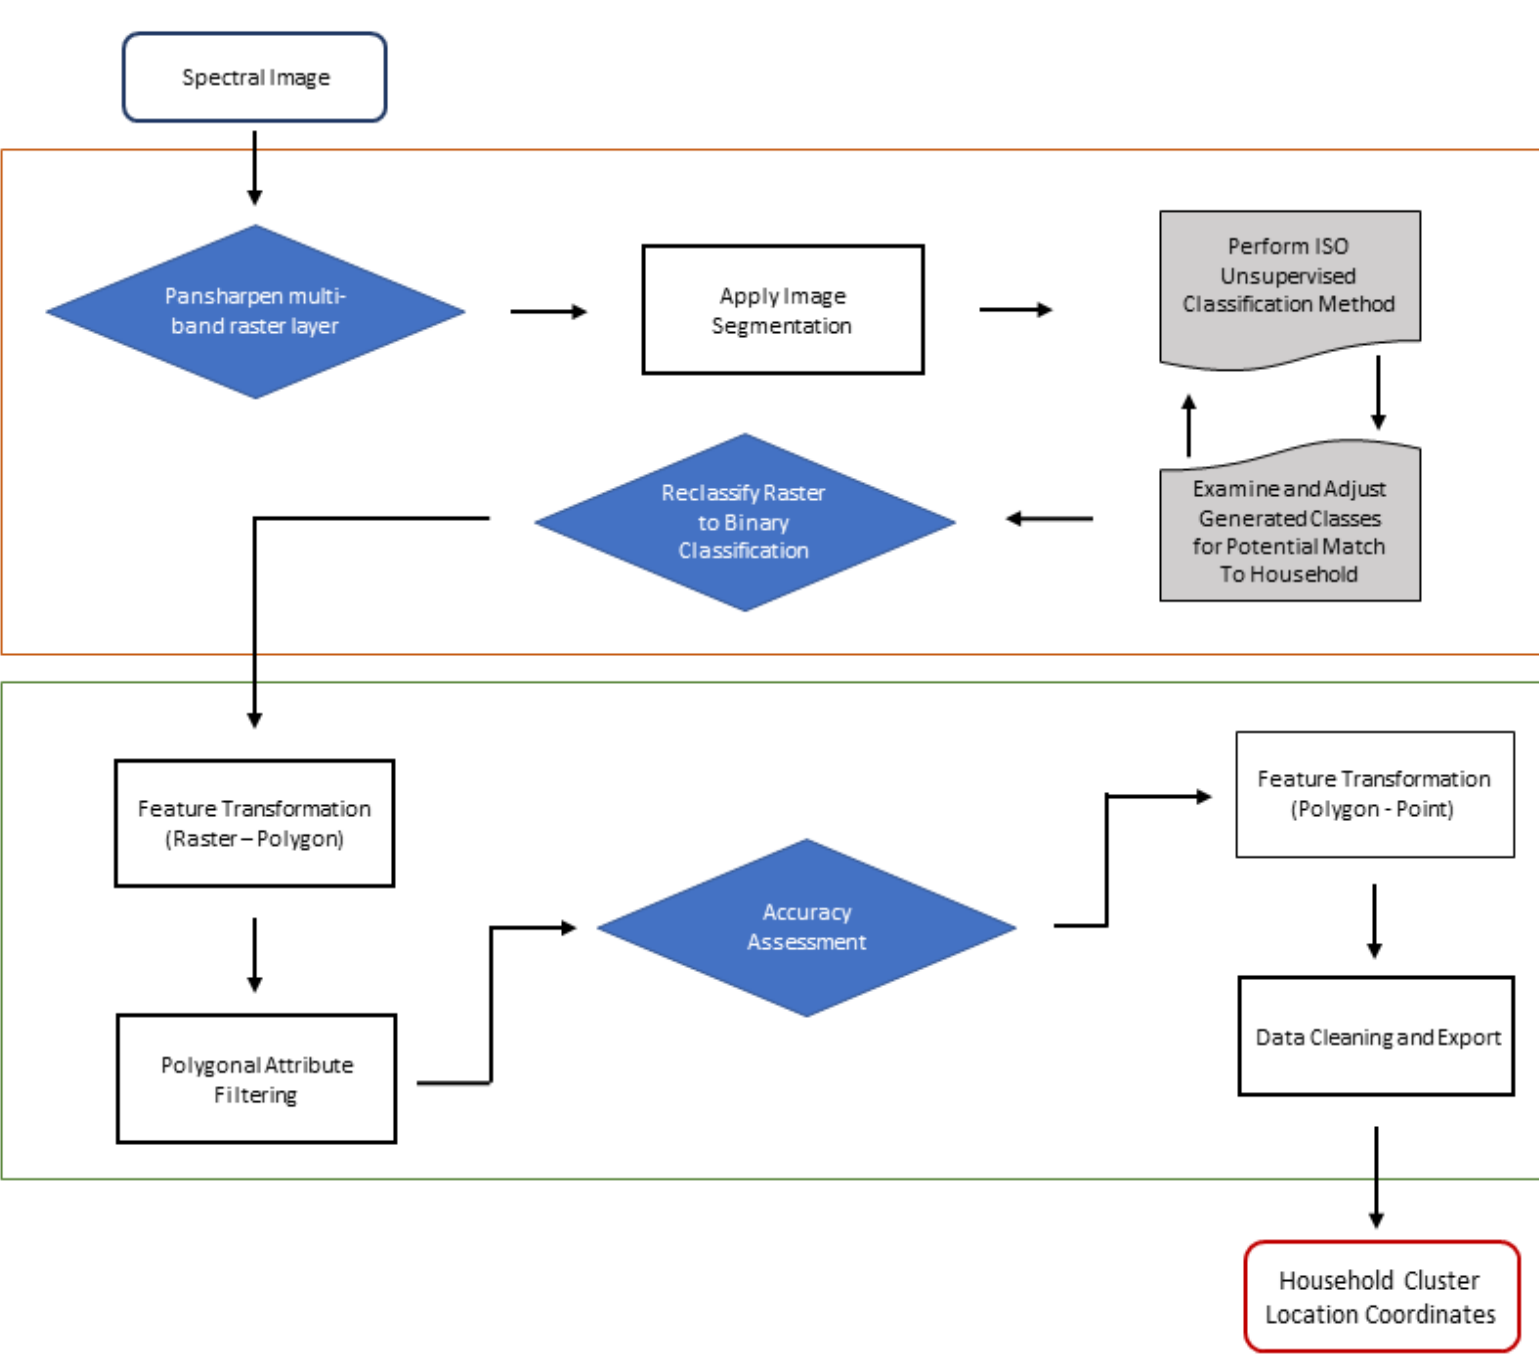 Spectral Image
Pansharpen multi-
band raster layer
Apply Image
Segmentation
Perform ISO
Unsupervised
Classification Method
Examine and Adjust
Generated Classes
for Potential Match
To Household
Reclassify Raster
to Binary
Classification
Feature Transformation
(Raster – Polygon)
Polygonal Attribute
Filtering
Accuracy
Assessment
Feature Transformation
(Polygon - Point)
Data Cleaning and Export
Household Cluster
Location Coordinates